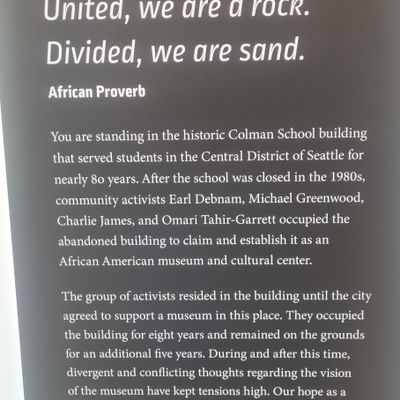 United, we are a rock.
Divided, we are sand.
African Proverb
You are standing in the historic Colman School building
that served students in the Central District of Seattle for
nearly 80 years. After the school was closed in the 1980s,
community activists Earl Debnam, Michael Greenwood,
Charlie James, and Omari Tahir-Garrett occupied the
abandoned building to claim and establish it as an
African American museum and cultural center.
The group of activists resided in the building until the city
agreed to support a museum in this place. They occupied
the building for eight years and remained on the grounds
for an additional five years. During and after this time,
divergent and conflicting thoughts regarding the vision
of the museum have kept tensions high. Our hope as a